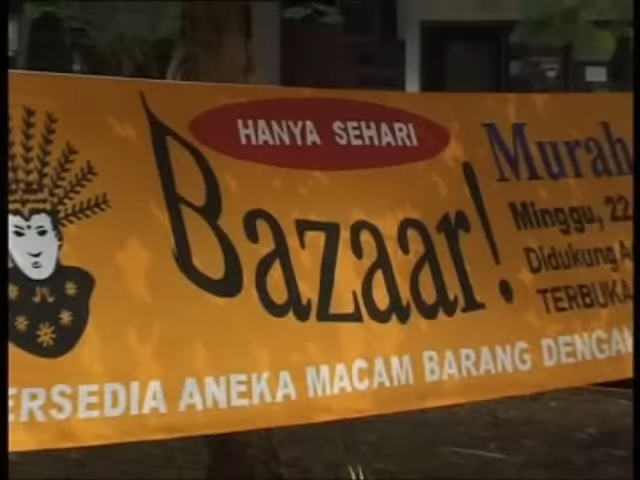 HANYA SEHARI
Bazaar!
Murah
Minggu, 22
Didukung A
TERBUKA
ERSEDIA ANEKA MACAM BARANG DENGAN